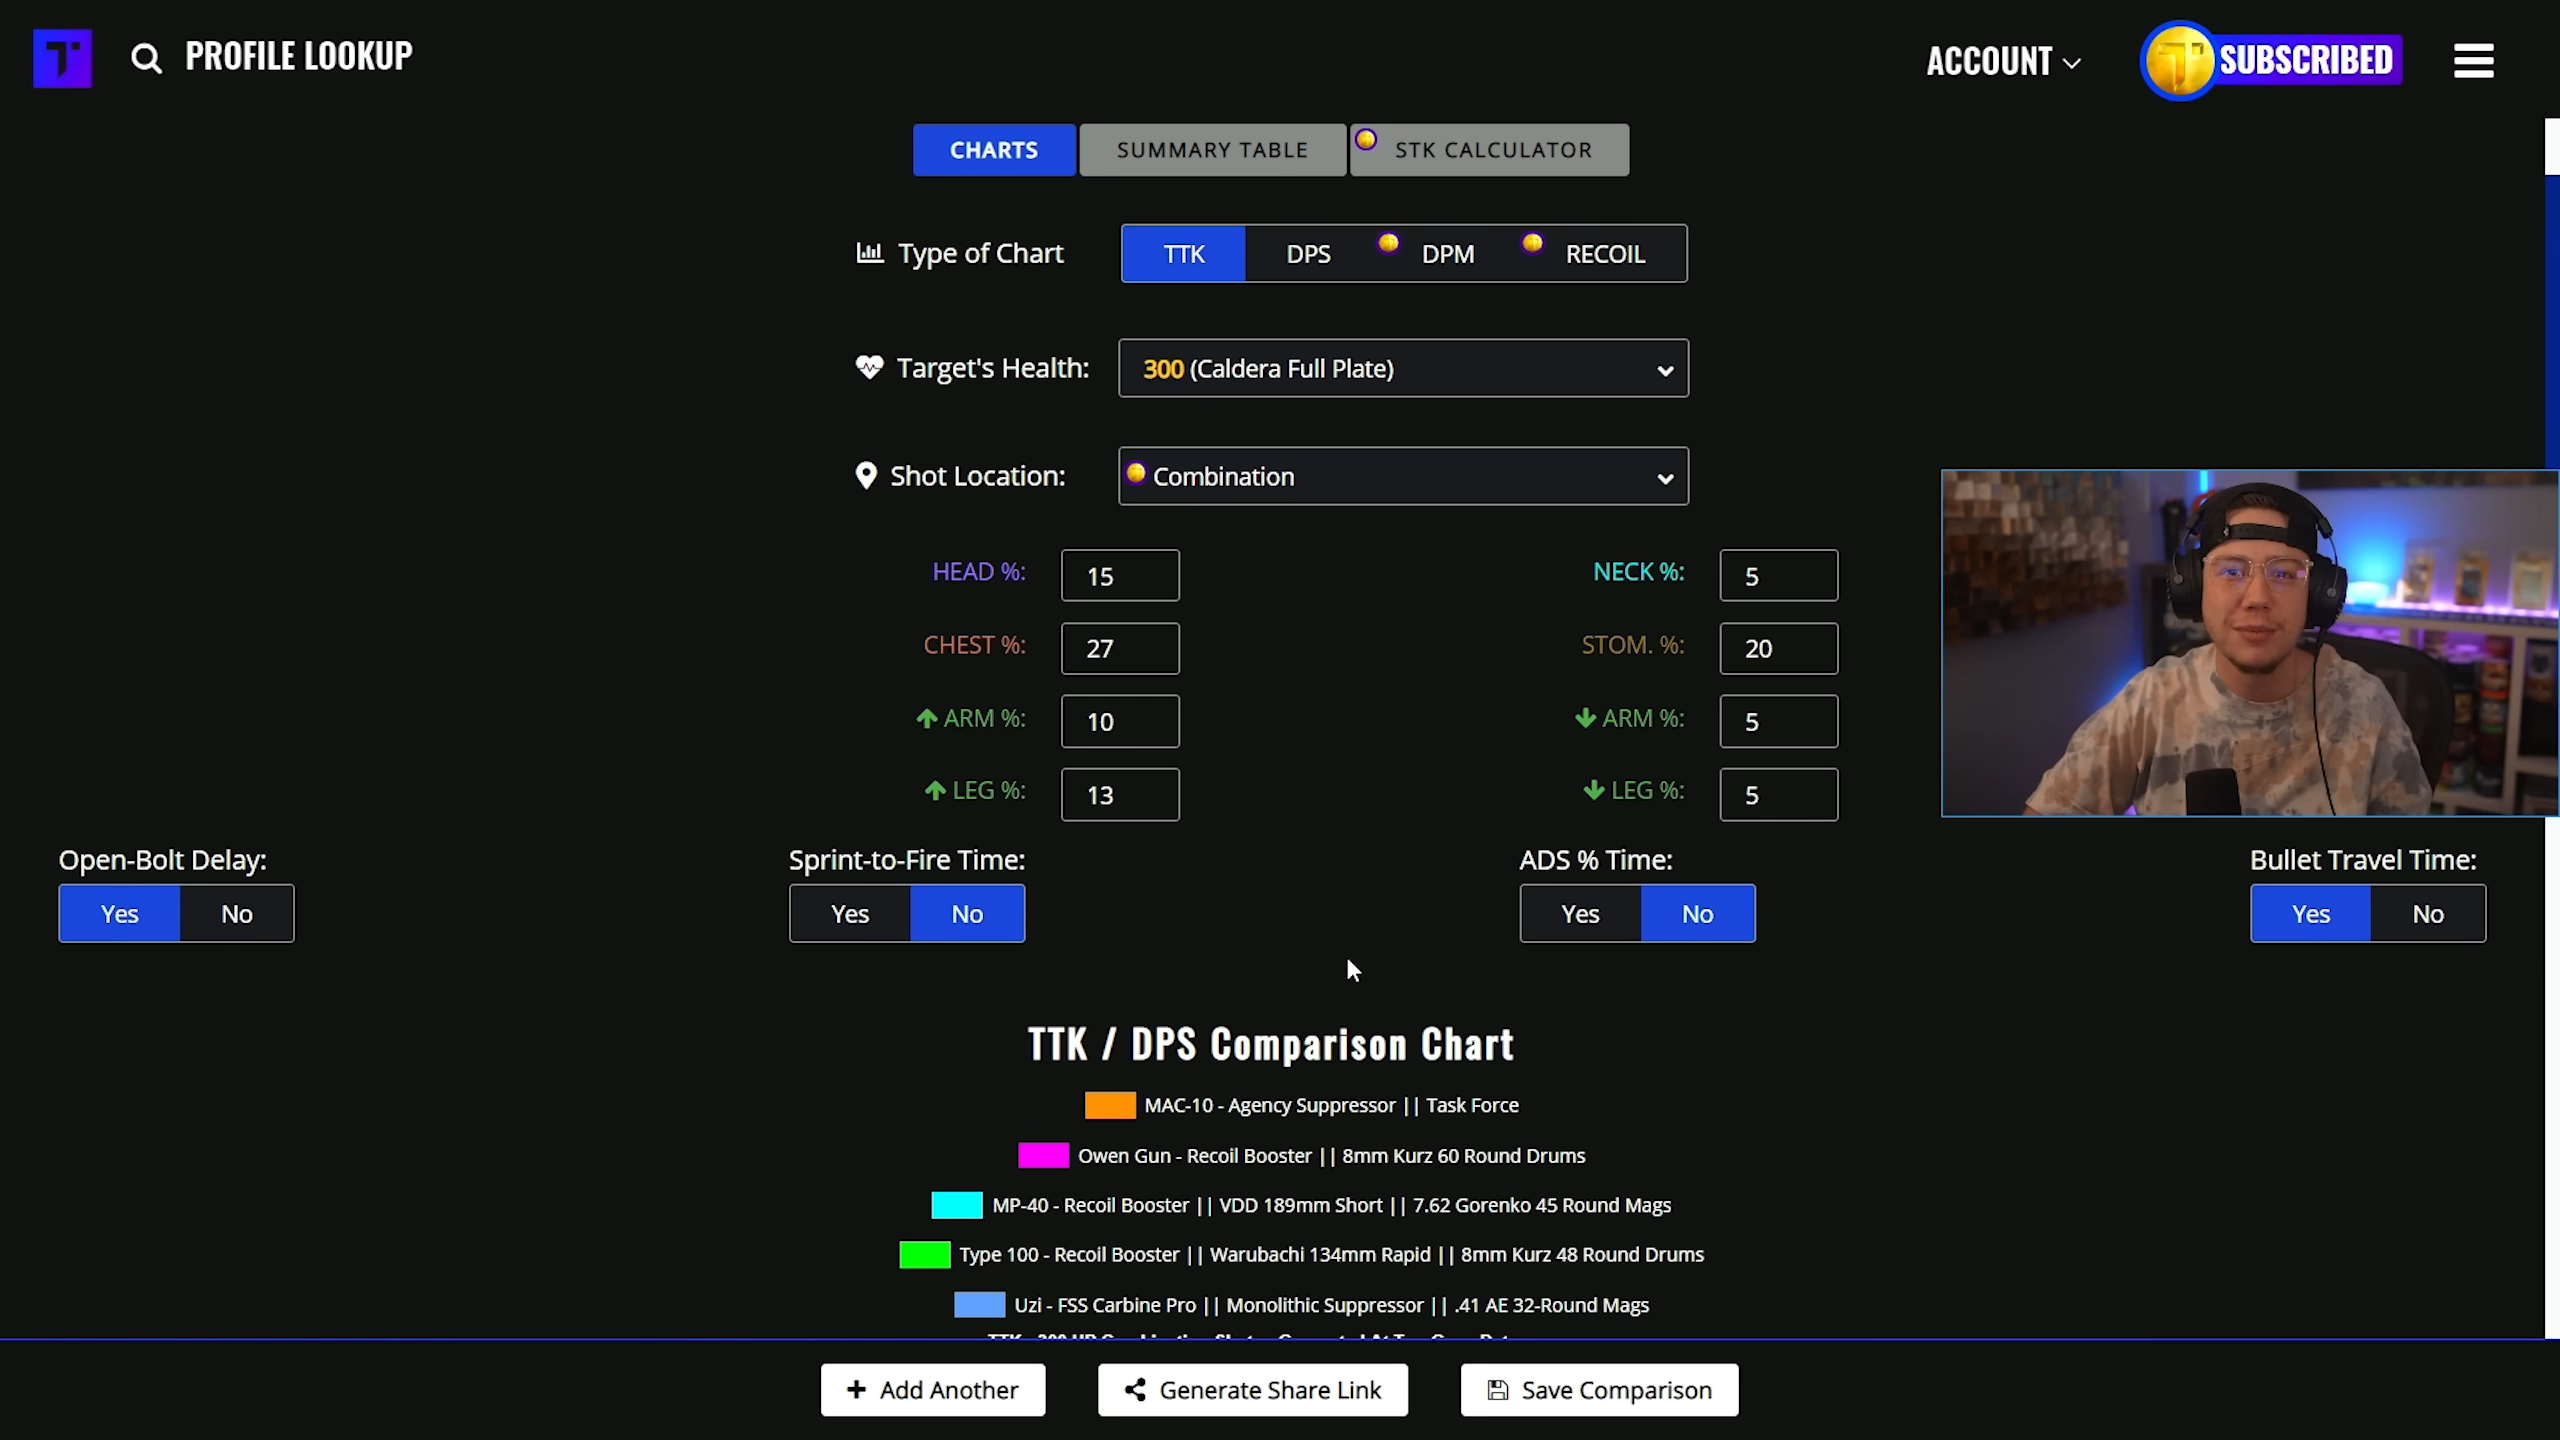 PROFILE LOOKUP
ACCOUNT
SUBSCRIBED
CHARTS
SUMMARY TABLE
STK CALCULATOR
Type of Chart
TTK
DPS
DPM
RECOIL
Target's Health:
300 (Caldera Full Plate)
Shot Location:
Combination
HEAD %:
15
NECK %:
5
CHEST %:
27
STOM. %:
20
ARM %:
10
ARM %:
5
LEG %:
13
LEG %:
5
Open-Bolt Delay:
Yes
No
Sprint-to-Fire Time:
Yes
No
ADS % Time:
Yes
No
Bullet Travel Time:
Yes
No
TTK / DPS Comparison Chart
MAC-10 - Agency Suppressor || Task Force
Owen Gun - Recoil Booster || 8mm Kurz 60 Round Drums
MP-40 - Recoil Booster || VDD 189mm Short || 7.62 Gorenko 45 Round Mags
Type 100 - Recoil Booster || Warubachi 134mm Rapid || 8mm Kurz 48 Round Drums
Uzi - FSS Carbine Pro || Monolithic Suppressor || .41 AE 32-Round Mags
Add Another
Generate Share Link
Save Comparison